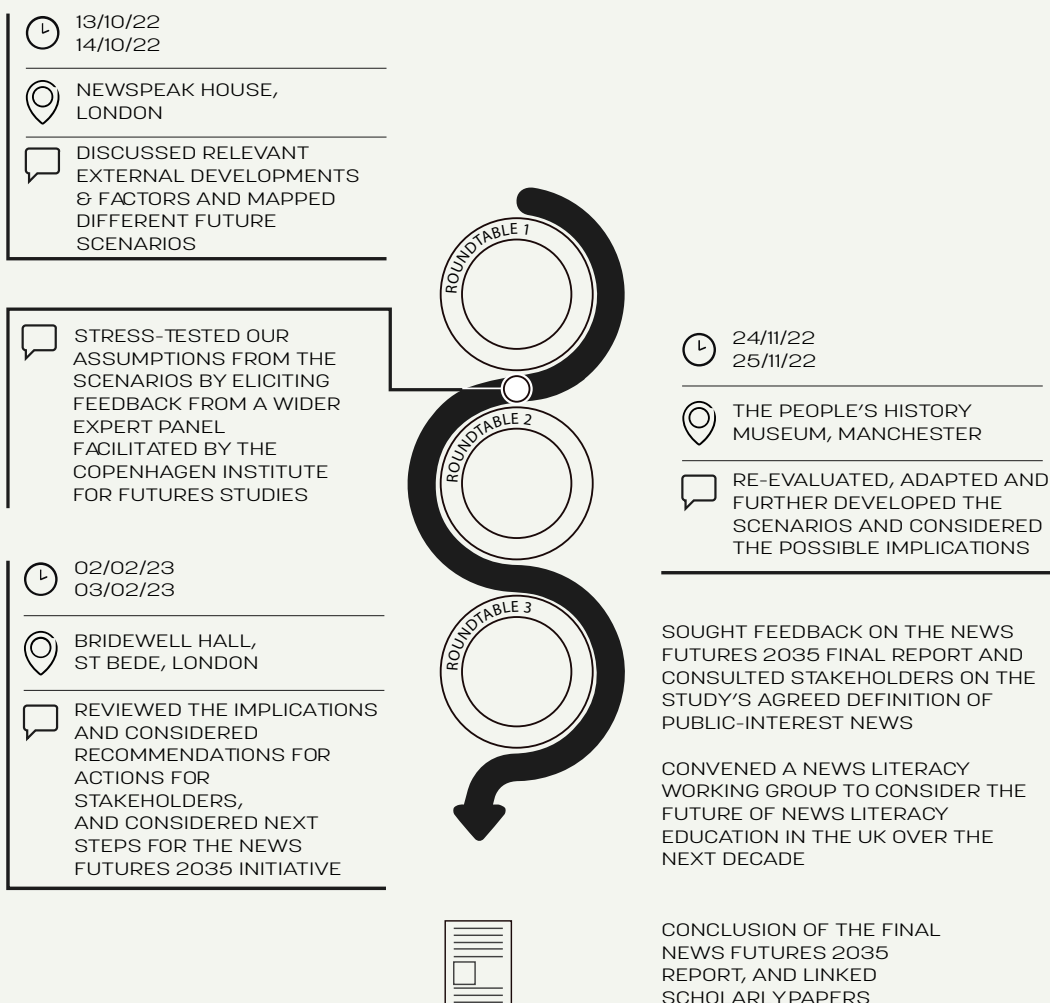 13/10/22
14/10/22
NEWSPEAK HOUSE,
LONDON
DISCUSSED RELEVANT
EXTERNAL DEVELOPMENTS
& FACTORS AND MAPPED
DIFFERENT FUTURE
SCENARIOS
ROUNDTABLE 1
STRESS-TESTED OUR
ASSUMPTIONS FROM THE
SCENARIOS BY ELICITING
FEEDBACK FROM A WIDER
EXPERT PANEL
FACILITATED BY THE
COPENHAGEN INSTITUTE
FOR FUTURES STUDIES
ROUNDTABLE 2
24/11/22
25/11/22
THE PEOPLE'S HISTORY
MUSEUM, MANCHESTER
RE-EVALUATED, ADAPTED AND
FURTHER DEVELOPED THE
SCENARIOS AND CONSIDERED
THE POSSIBLE IMPLICATIONS
02/02/23
03/02/23
BRIDEWELL HALL,
ST BEDE, LONDON
REVIEWED THE IMPLICATIONS
AND CONSIDERED
RECOMMENDATIONS FOR
ACTIONS FOR
STAKEHOLDERS,
AND CONSIDERED NEXT
STEPS FOR THE NEWS
FUTURES 2035 INITIATIVE
ROUNDTABLE 3
SOUGHT FEEDBACK ON THE NEWS
FUTURES 2035 FINAL REPORT AND
CONSULTED STAKEHOLDERS ON THE
STUDY'S AGREED DEFINITION OF
PUBLIC-INTEREST NEWS
CONVENED A NEWS LITERACY
WORKING GROUP TO CONSIDER THE
FUTURE OF NEWS LITERACY
EDUCATION IN THE UK OVER THE
NEXT DECADE
CONCLUSION OF THE FINAL
NEWS FUTURES 2035
REPORT, AND LINKED
SCHOLARLYPAPERS